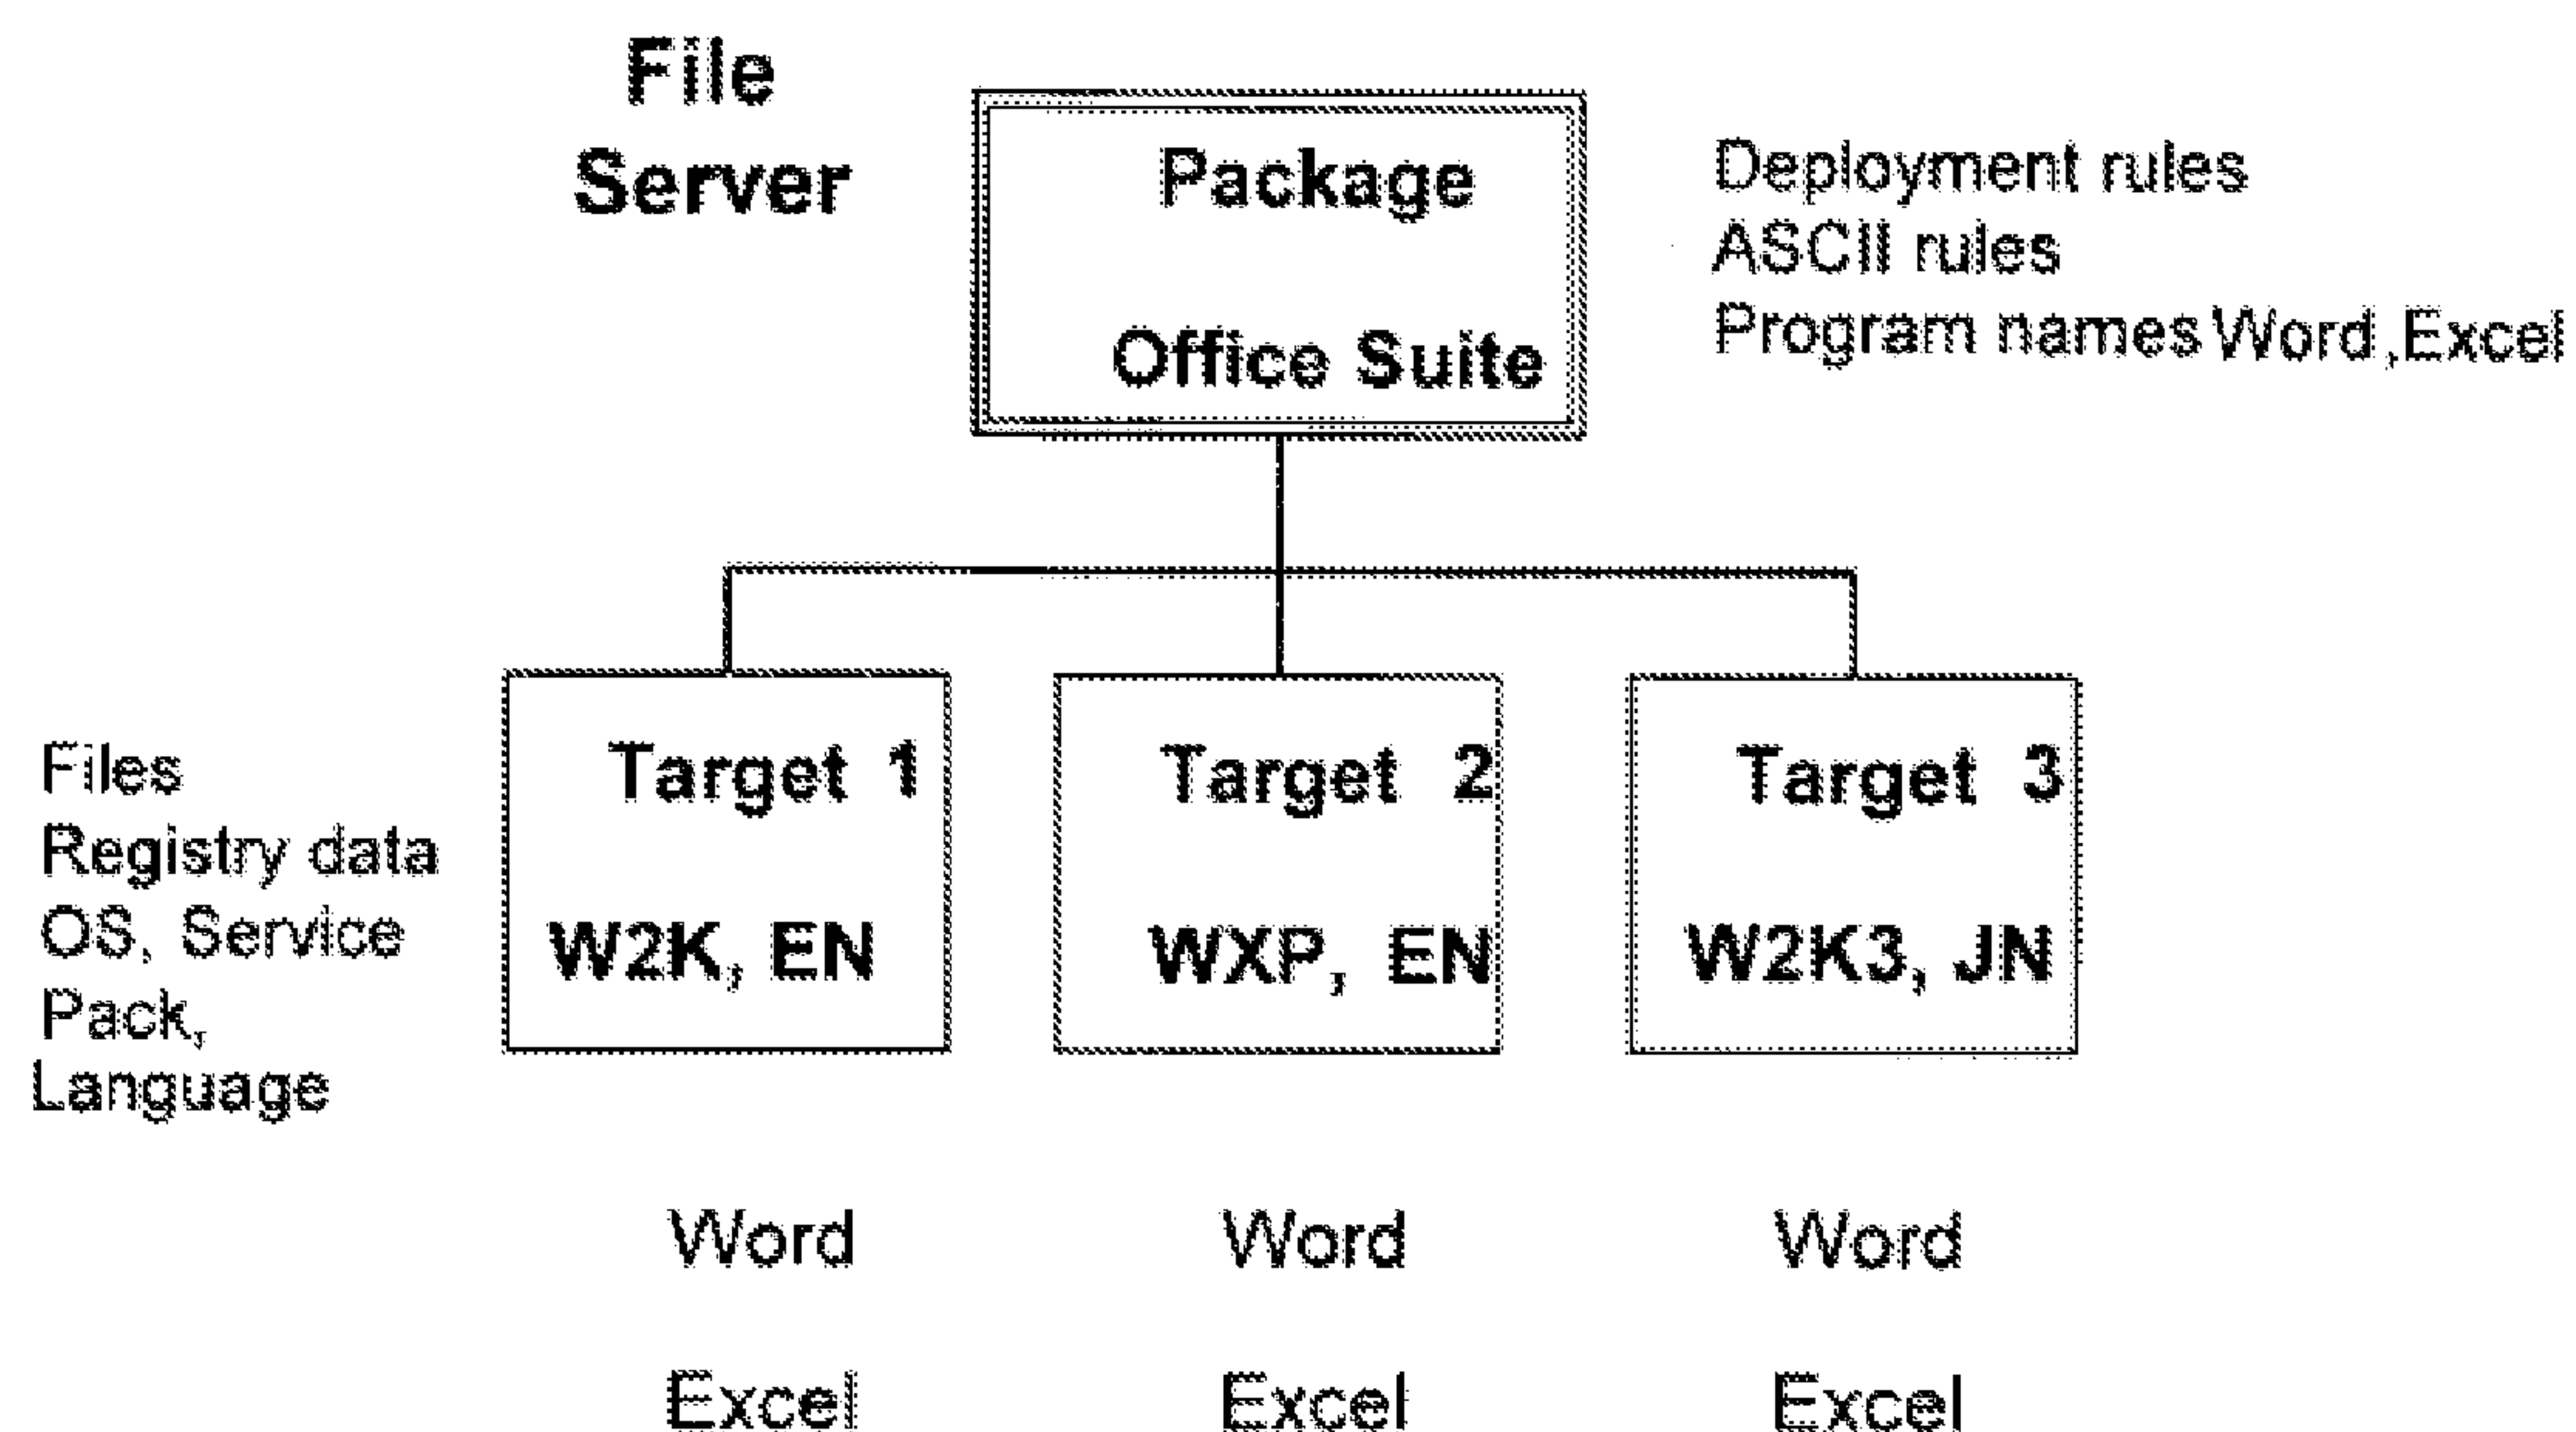 File
Server
Package
Office Suite
Deployment rules
ASCII rules
Program names Word,Excel
Files
Registry data
OS, Service
Pack,
Language
Target 1
W2K, EN
Target 2
WXP, EN
Target 3
W2K3, JN
Word
Excel
Word
Excel
Word
Excel